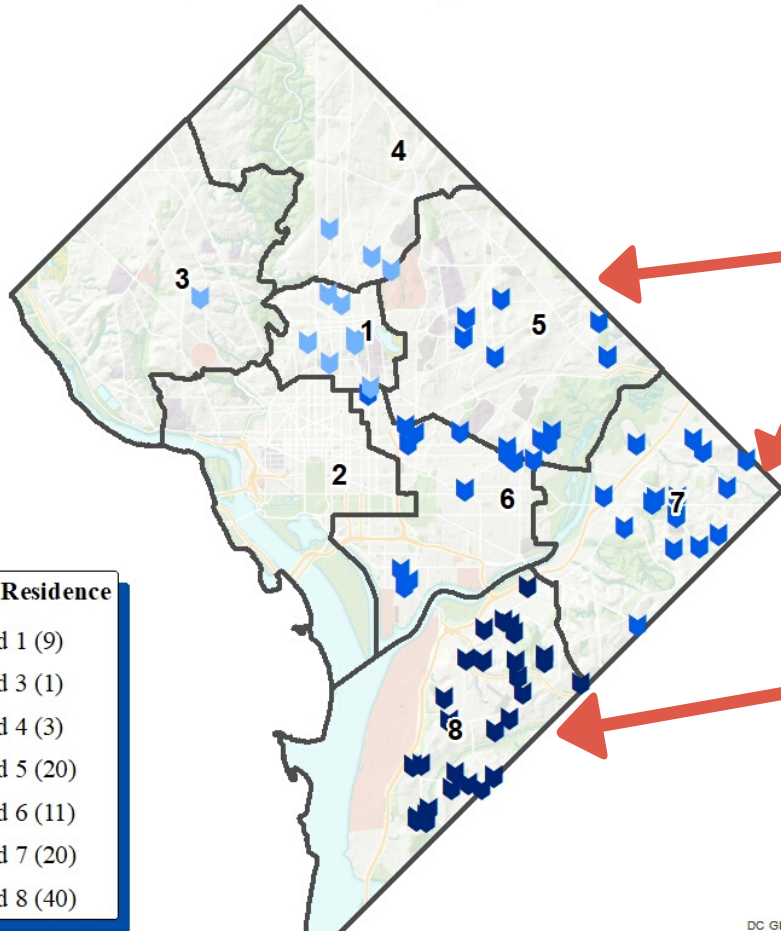 4
3
5
1
2
6
7
8
Residence
d 1 (9)
d 3 (1)
d 4 (3)
d 5 (20)
d 6 (11)
d 7 (20)
d 8 (40)
DC GI